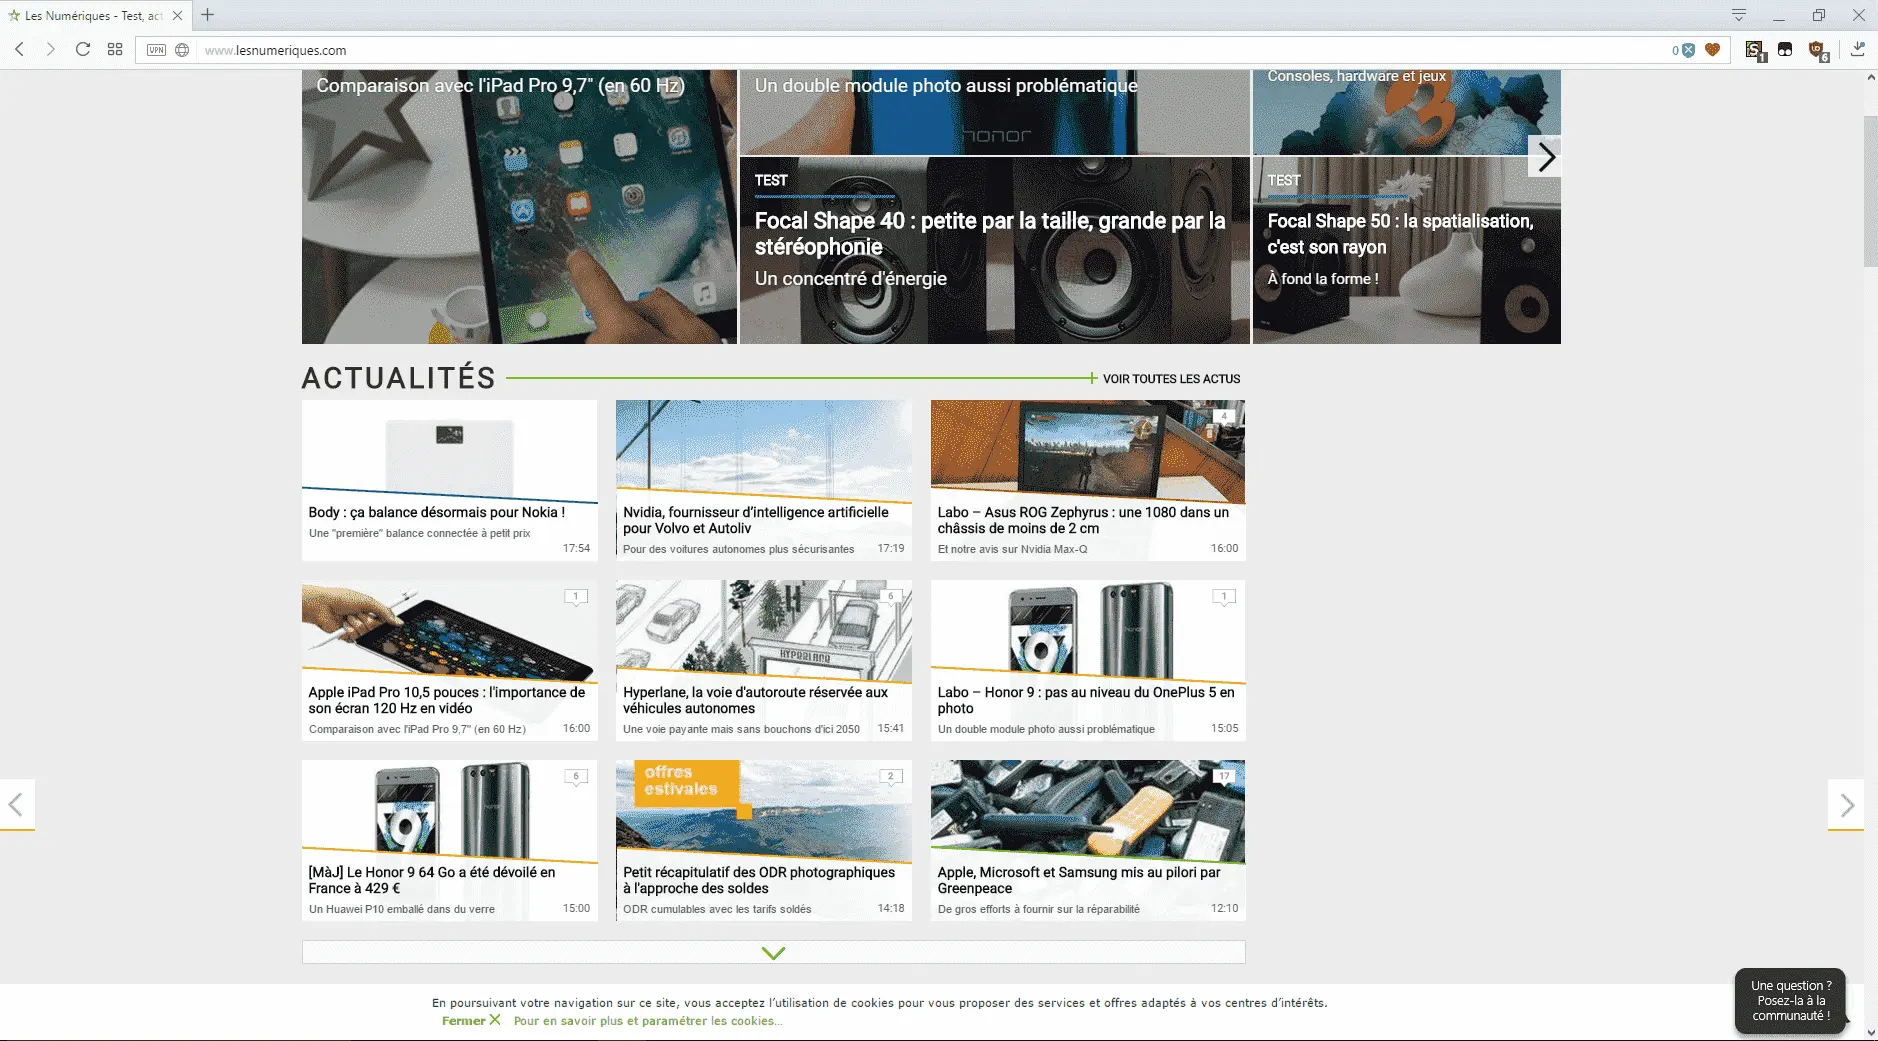 Les Numériques - Test, act
VPN
www.lesnumeriques.com
0
1
6
Comparaison avec l'iPad Pro 9,7" (en 60 Hz)
Un double module photo aussi problématique
honor
Consoles, hardware et jeux
TEST
Focal Shape 40 : petite par la taille, grande par la
stéréophonie
Un concentré d'énergie
TEST
Focal Shape 50 : la spatialisation,
c'est son rayon
À fond la forme !
ACTUALITÉS
VOIR TOUTES LES ACTUS
Body : ça balance désormais pour Nokia !
Une "première" balance connectée à petit prix
17:54
Nvidia, fournisseur d’intelligence artificielle
pour Volvo et Autoliv
Pour des voitures autonomes plus sécurisantes
17:19
4
Labo – Asus ROG Zephyrus : une 1080 dans un
châssis de moins de 2 cm
Et notre avis sur Nvidia Max-Q
16:00
1
Apple iPad Pro 10,5 pouces : l'importance de
son écran 120 Hz en vidéo
Comparaison avec l'iPad Pro 9,7" (en 60 Hz)
16:00
6
H
HYPERLANE
Hyperlane, la voie d'autoroute réservée aux
véhicules autonomes
Une voie payante mais sans bouchons d'ici 2050
15:41
1
9
Labo – Honor 9 : pas au niveau du OnePlus 5 en
photo
Un double module photo aussi problématique
15:05
6
9
[MàJ] Le Honor 9 64 Go a été dévoilé en
France à 429 €
Un Huawei P10 emballé dans du verre
15:00
offres
estivales
2
Petit récapitulatif des ODR photographiques
à l'approche des soldes
ODR cumulables avec les tarifs soldés
14:18
17
Apple, Microsoft et Samsung mis au pilori par
Greenpeace
De gros efforts à fournir sur la réparabilité
12:10
En poursuivant votre navigation sur ce site, vous acceptez l’utilisation de cookies pour vous proposer des services et offres adaptés à vos centres d’intérêts.
Fermer
Pour en savoir plus et paramétrer les cookies...
Une question ?
Posez-la à la
communauté !